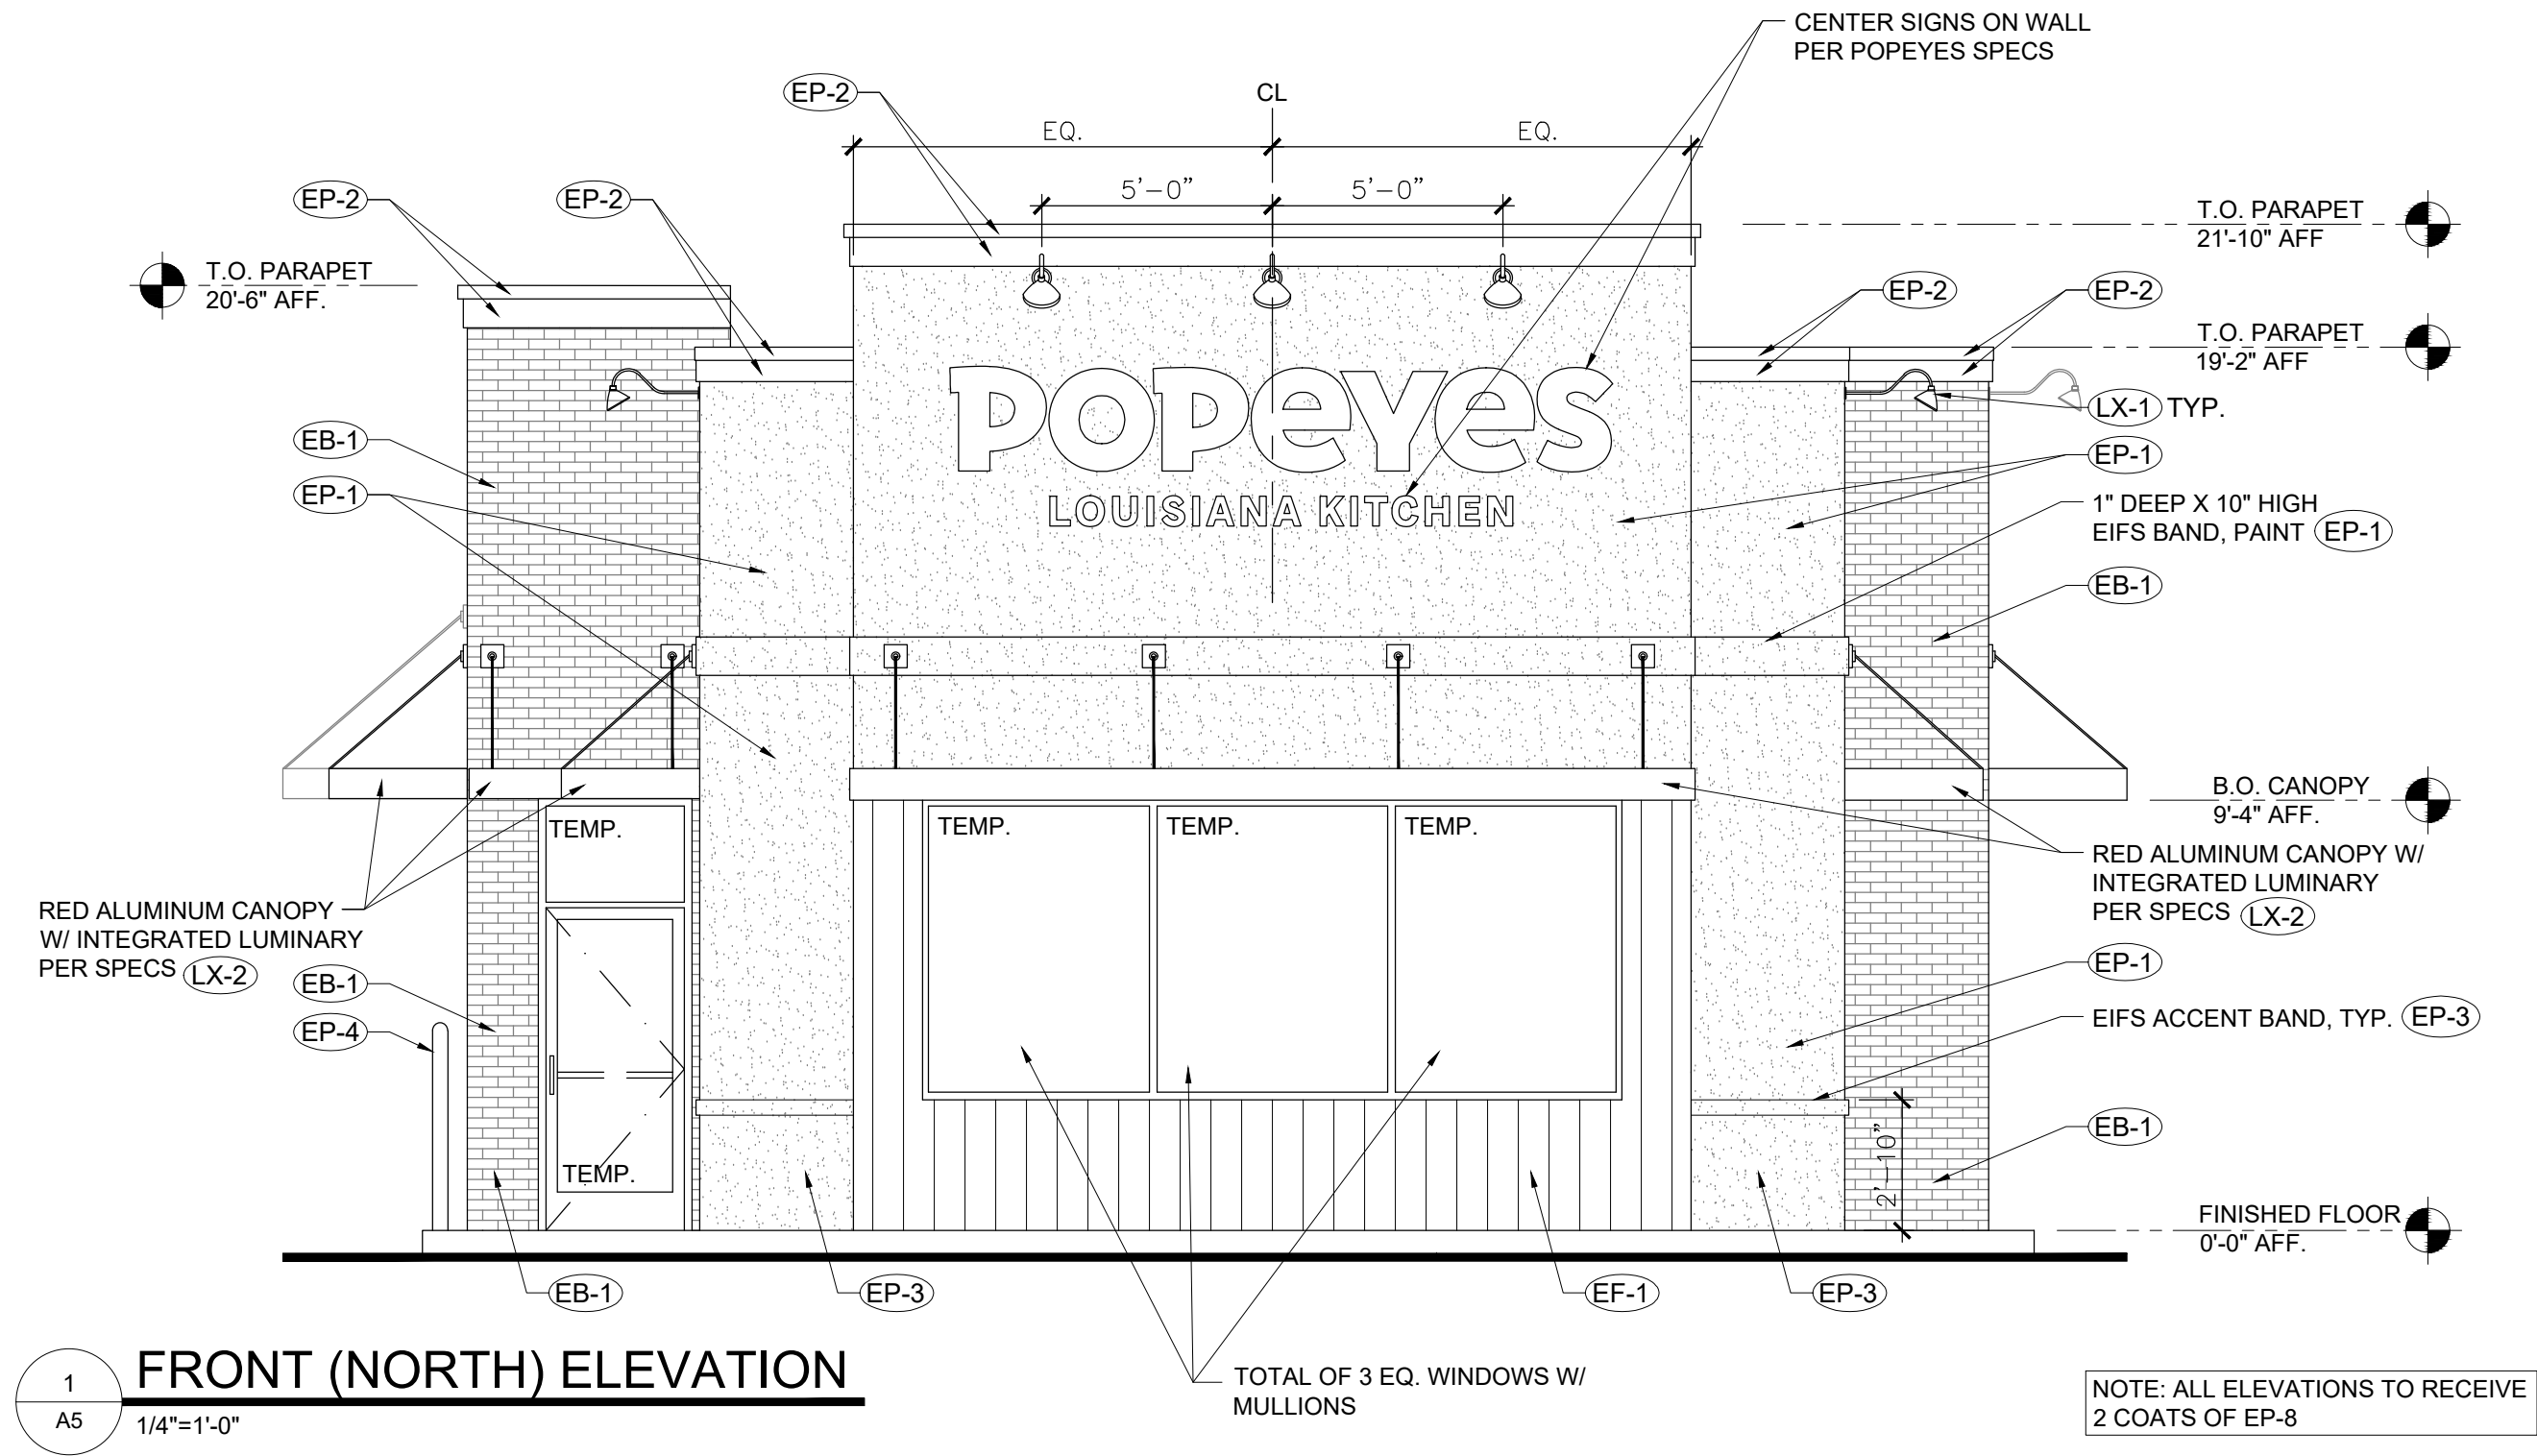 CENTER SIGNS ON WALL
PER POPEYES SPECS
EP-2
CL
EQ.
EQ.
5'-0"
5'-0"
EP-2
EP-2
T.O. PARAPET
21'-10" AFF
T.O. PARAPET
20'-6" AFF.
EP-2
EP-2
T.O. PARAPET
19'-2" AFF
POPEYES
LOUISIANA KITCHEN
LX-1 TYP.
EB-1
EP-1
EP-1
1" DEEP X 10" HIGH
EIFS BAND, PAINT EP-1
EB-1
B.O. CANOPY
9'-4" AFF.
TEMP.
TEMP.
TEMP.
TEMP.
RED ALUMINUM CANOPY W/
INTEGRATED LUMINARY
PER SPECS LX-2
RED ALUMINUM CANOPY
W/ INTEGRATED LUMINARY
PER SPECS LX-2
EB-1
EP-4
EP-1
EIFS ACCENT BAND, TYP. EP-3
2'-10"
EB-1
TEMP.
FINISHED FLOOR
0'-0" AFF.
EB-1
EP-3
EF-1
EP-3
1
A5
FRONT (NORTH) ELEVATION
1/4"=1'-0"
TOTAL OF 3 EQ. WINDOWS W/
MULLIONS
NOTE: ALL ELEVATIONS TO RECEIVE
2 COATS OF EP-8